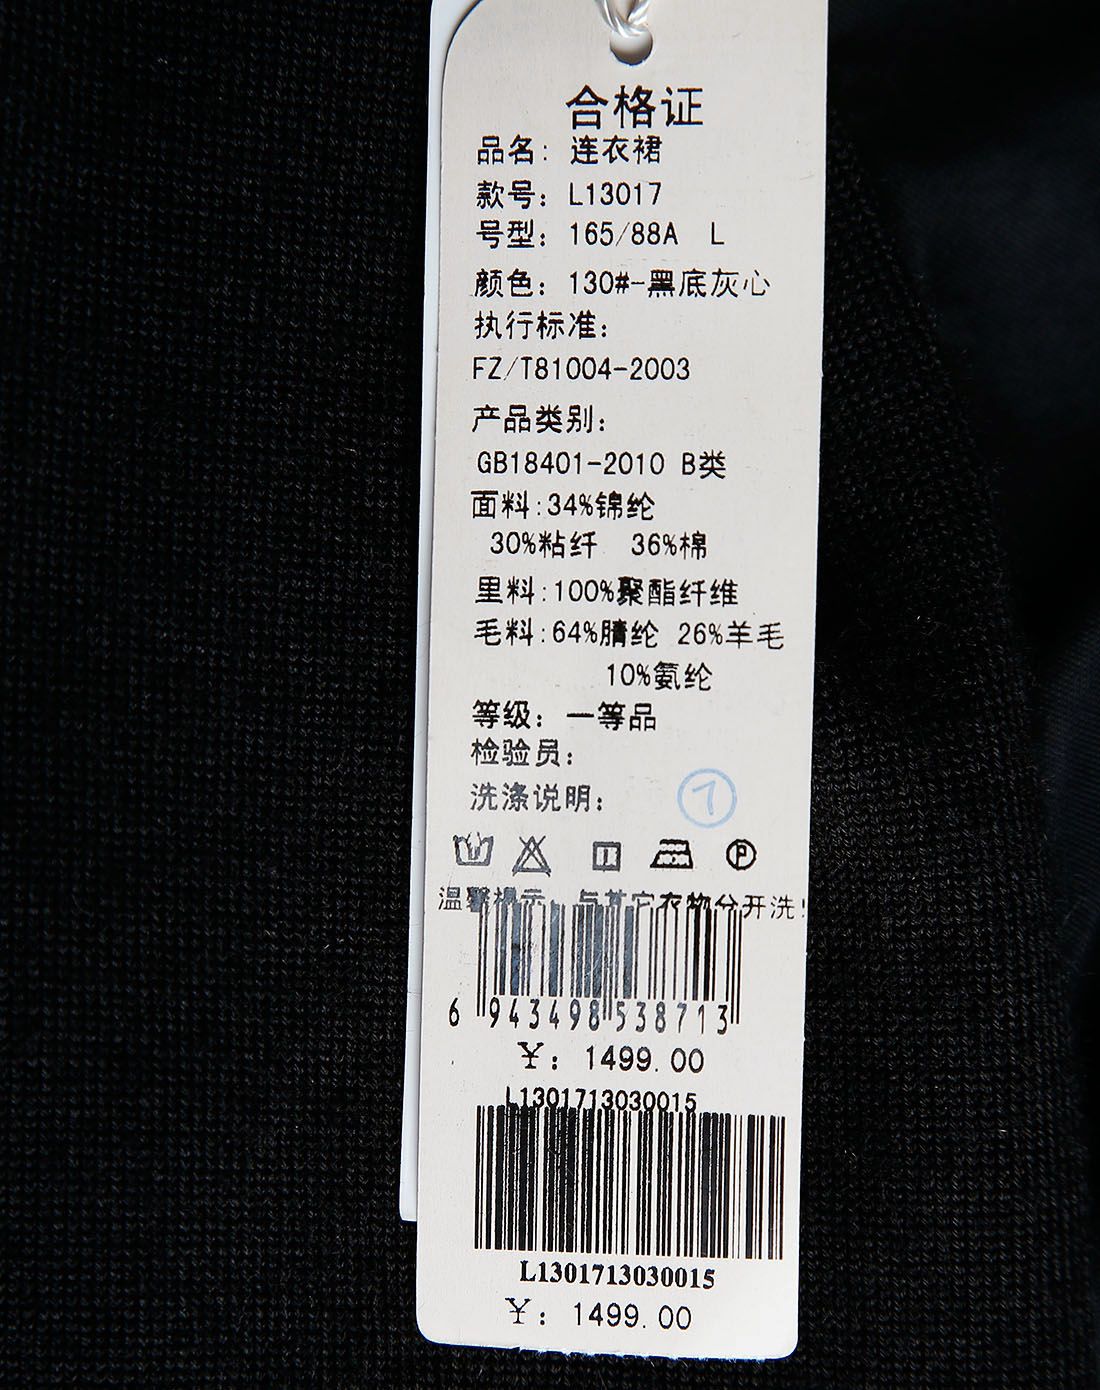 合格证
品名: 连衣裙
款号: L13017
号型: 165/88A L
颜色: 130#-黑底灰心
执行标准:
FZ/T81004-2003
产品类别:
GB18401-2010 B类
面料:34%锦纶
30%粘纤 36%棉
里料:100%聚酯纤维
毛料:64%腈纶 26%羊毛
10%氨纶
等级: 一等品
检验员:
洗涤说明: 7
P
温馨提示: 与其它衣物分开洗!
6 943498 538713
¥: 1499.00
L1301713030015
L1301713030015
¥: 1499.00